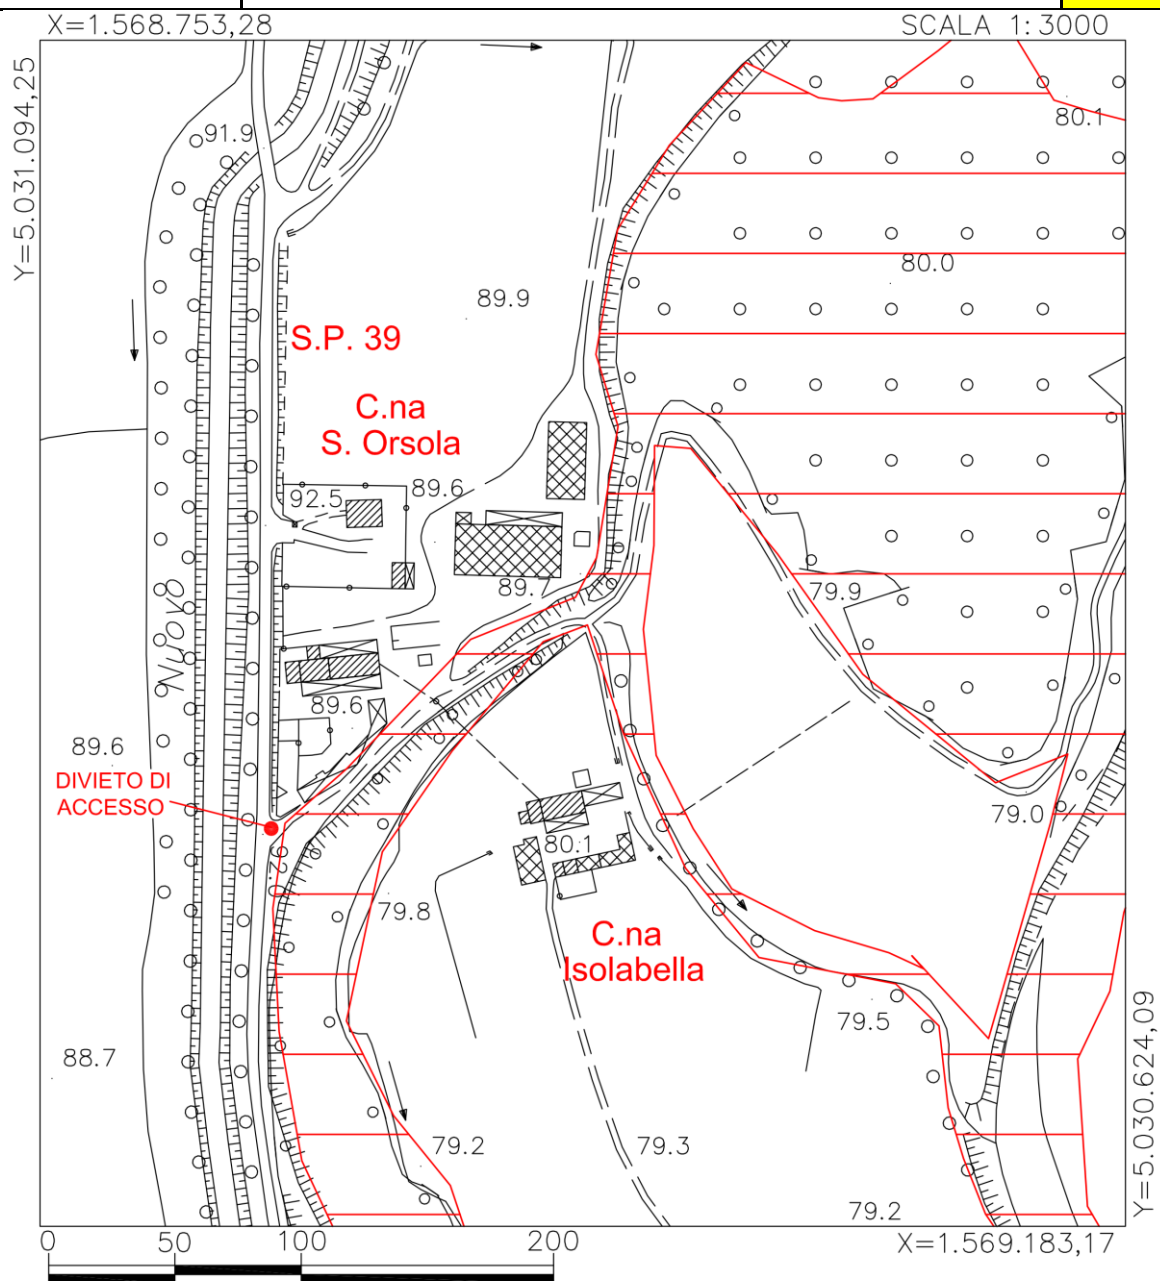 X=1.568.753,28
SCALA 1:3000
Y=5.031.094,25
91.9
80.1
80.0
89.9
S.P. 39
C.na
S. Orsola
92.5
89.6
89.
79.9
Nuovo
89.6
89.6
DIVIETO DI
ACCESSO
79.0
80.1
79.8
C.na
Isolabella
79.5
88.7
79.2
79.3
79.2
Y=5.030.624,09
X=1.569.183,17
0
50
100
200